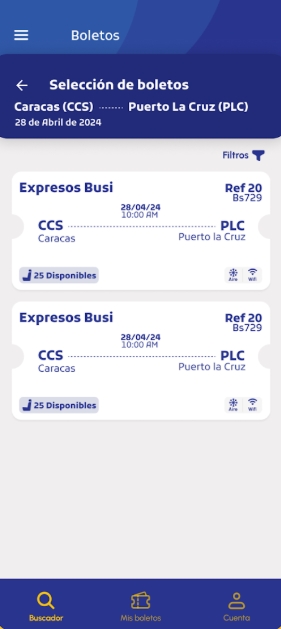 Boletos
Selección de boletos
Caracas (CCS) ------ Puerto La Cruz (PLC)
28 de Abril de 2024
Filtros
Expresos Busi
Ref 20
Bs729
28/04/24
10:00 AM
CCS
PLC
Caracas
Puerto la Cruz
25 Disponibles
Aire
Wifi
Expresos Busi
Ref 20
Bs729
28/04/24
10:00 AM
CCS
PLC
Caracas
Puerto la Cruz
25 Disponibles
Aire
Wifi
Buscador
Mis boletos
Cuenta